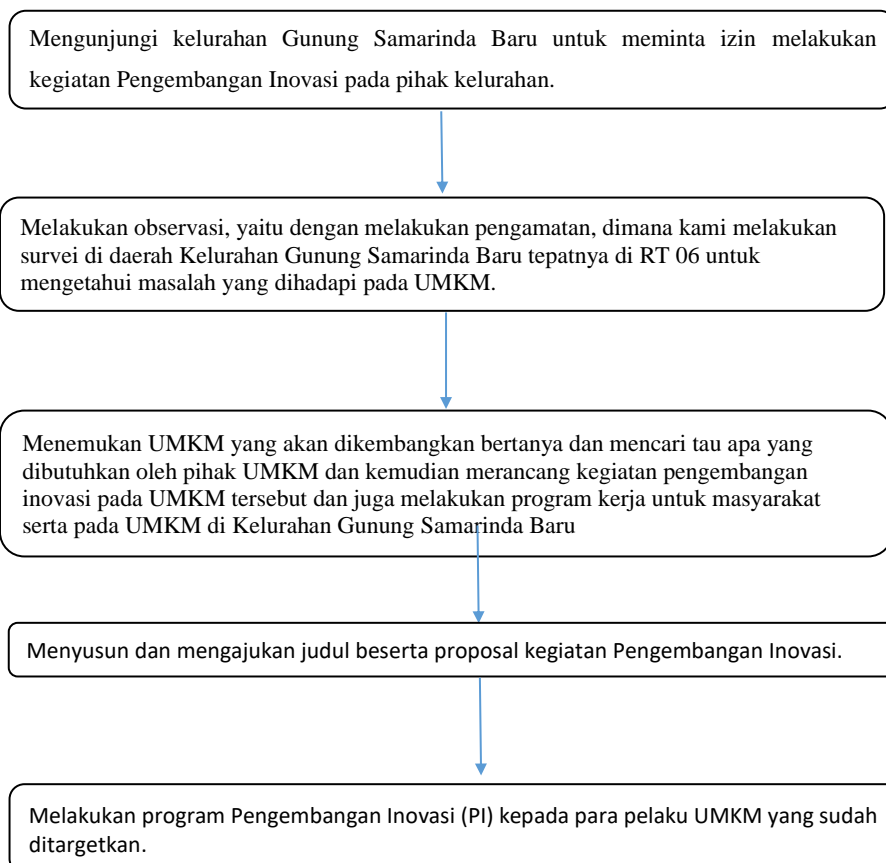 Mengunjungi kelurahan Gunung Samarinda Baru untuk meminta izin melakukan
kegiatan Pengembangan Inovasi pada pihak kelurahan.
Melakukan observasi, yaitu dengan melakukan pengamatan, dimana kami melakukan
survei di daerah Kelurahan Gunung Samarinda Baru tepatnya di RT 06 untuk
mengetahui masalah yang dihadapi pada UMKM.
Menemukan UMKM yang akan dikembangkan bertanya dan mencari tau apa yang
dibutuhkan oleh pihak UMKM dan kemudian merancang kegiatan pengembangan
inovasi pada UMKM tersebut dan juga melakukan program kerja untuk masyarakat
serta pada UMKM di Kelurahan Gunung Samarinda Baru
Menyusun dan mengajukan judul beserta proposal kegiatan Pengembangan Inovasi.
Melakukan program Pengembangan Inovasi (PI) kepada para pelaku UMKM yang sudah
ditargetkan.